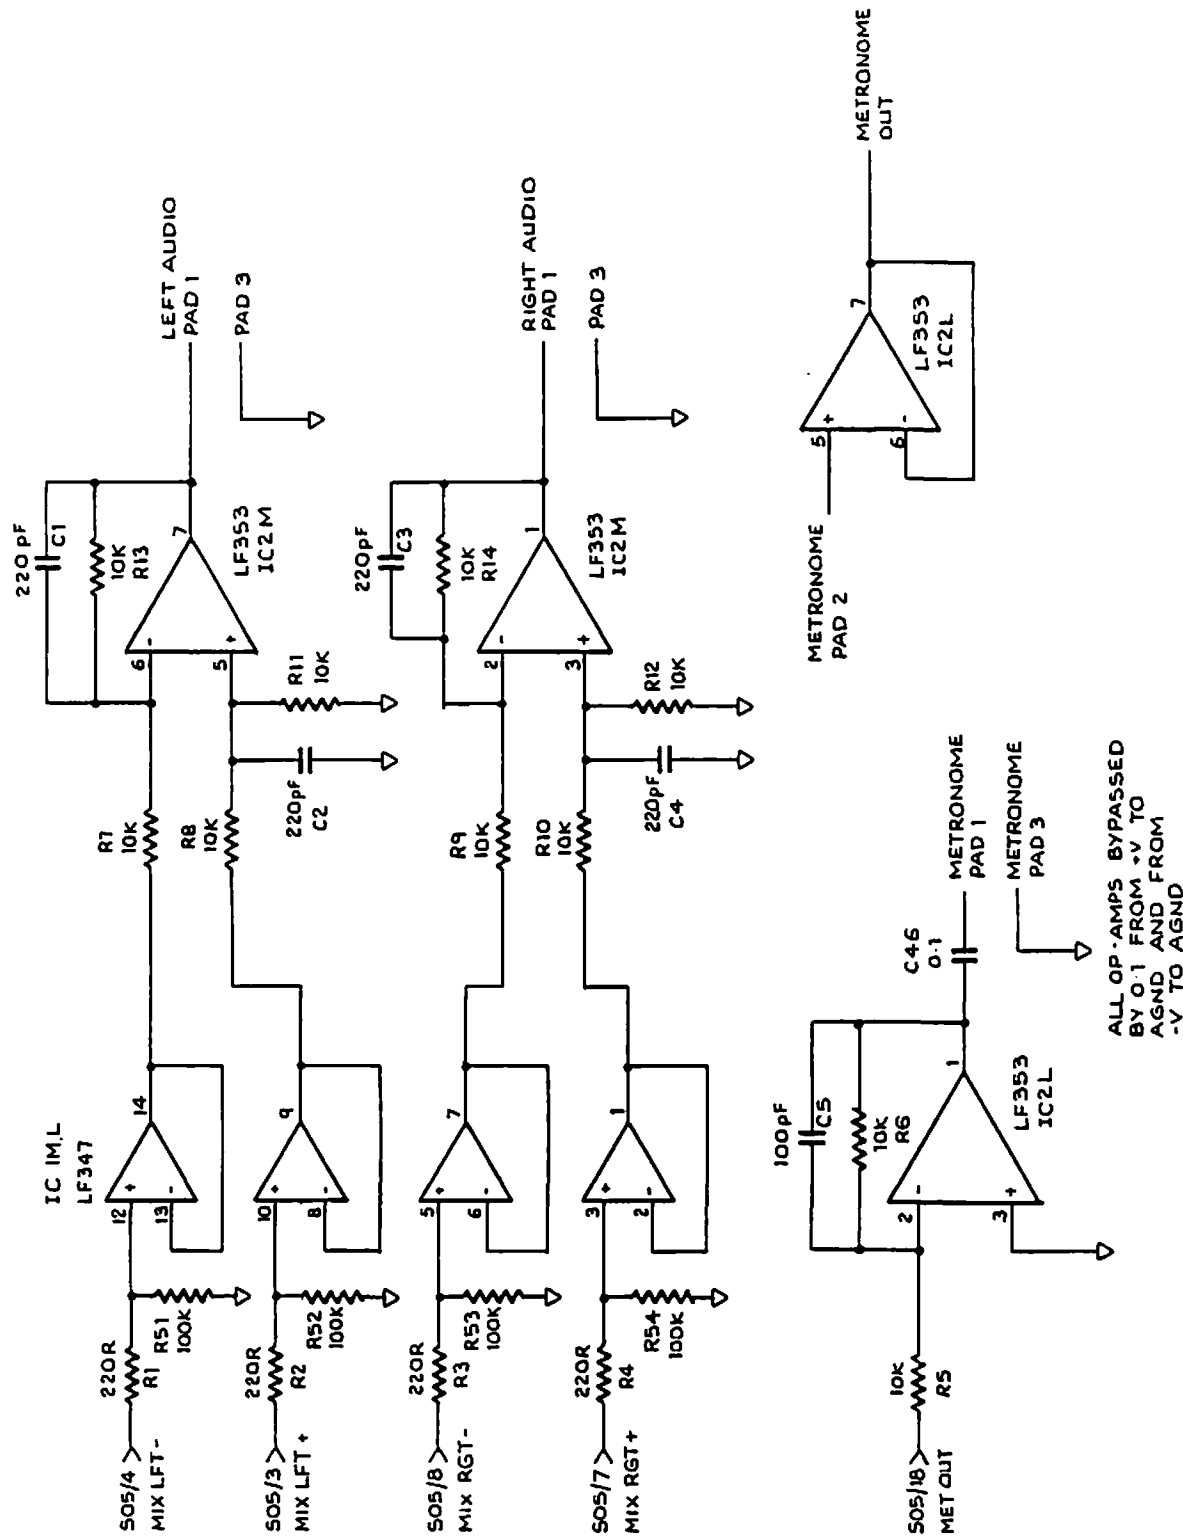 SO5/4
MIX LFT-
220R
R1
R51
100K
IC 1M,L
LF347
12
+
13
-
14
R7
10K
220pF
C1
10K
R13
6
-
5
+
7
LF353
IC2M
LEFT AUDIO
PAD 1
PAD 3
SO5/3
MIX LFT +
220R
R2
R52
100K
10
+
8
-
9
R8
10K
220pF
C2
R11
10K
SO5/8
MIX RGT-
220R
R3
R53
100K
5
+
6
-
7
R9
10K
220pF
C3
10K
R14
2
-
3
+
1
LF353
IC2M
RIGHT AUDIO
PAD 1
PAD 3
SO5/7
MIX RGT+
220R
R4
R54
100K
3
+
2
-
1
R10
10K
220pF
C4
R12
10K
SO5/18
MET OUT
10K
R5
100pF
C5
10K
R6
2
-
3
+
1
LF353
IC2L
C46
0·1
METRONOME
PAD 1
METRONOME
PAD 3
METRONOME
PAD 2
5
+
6
-
7
LF353
IC2L
METRONOME
OUT
ALL OP-AMPS BYPASSED
BY 0·1 FROM +V TO
AGND AND FROM
-V TO AGND